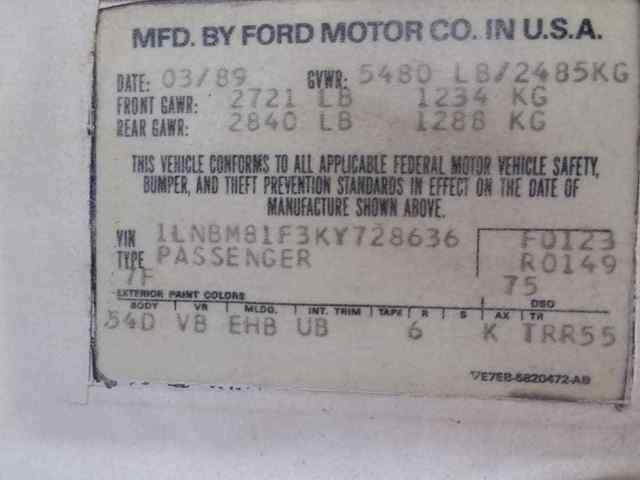 MFD. BY FORD MOTOR CO. IN U.S.A.
DATE: 03/89 GVWR: 5480 LB/2485KG
FRONT GAWR: 2721 LB 1234 KG
REAR GAWR: 2840 LB 1288 KG
THIS VEHICLE CONFORMS TO ALL APPLICABLE FEDERAL MOTOR VEHICLE SAFETY,
BUMPER, AND THEFT PREVENTION STANDARDS IN EFFECT ON THE DATE OF
MANUFACTURE SHOWN ABOVE.
VIN 1LNBM81F3KY728636 F0123
TYPE PASSENGER R0149
7F 75
EXTERIOR PAINT COLORS DSO
BODY VR MLDG. INT. TRIM TAPE R S AX TR
54D VB EHB UB 6 K TRR55
E7EB-5820472-AB